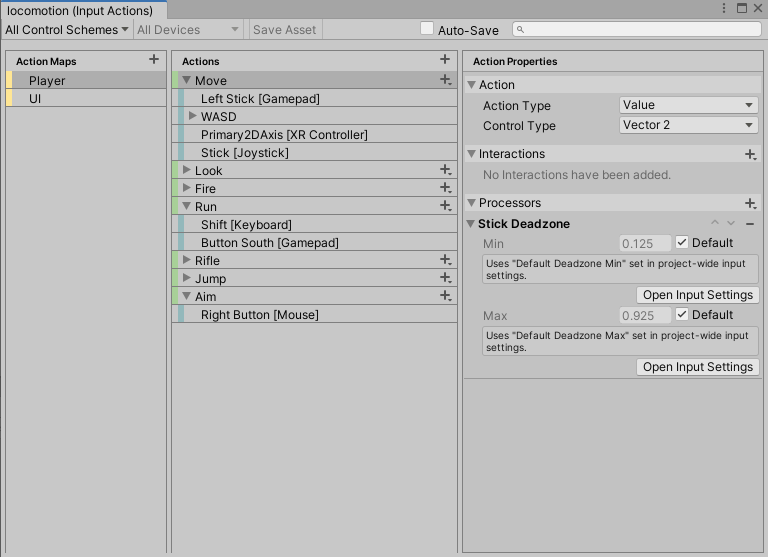 locomotion (Input Actions)
All Control Schemes
All Devices
Save Asset
Auto-Save
Action Maps
Player
UI
Actions
Move
Left Stick [Gamepad]
WASD
Primary2DAxis [XR Controller]
Stick [Joystick]
Look
Fire
Run
Shift [Keyboard]
Button South [Gamepad]
Rifle
Jump
Aim
Right Button [Mouse]
Action Properties
Action
Action Type Value
Control Type Vector 2
Interactions
No Interactions have been added.
Processors
Stick Deadzone
Min 0.125 Default
Uses "Default Deadzone Min" set in project-wide input
settings.
Open Input Settings
Max 0.925 Default
Uses "Default Deadzone Max" set in project-wide input
settings.
Open Input Settings